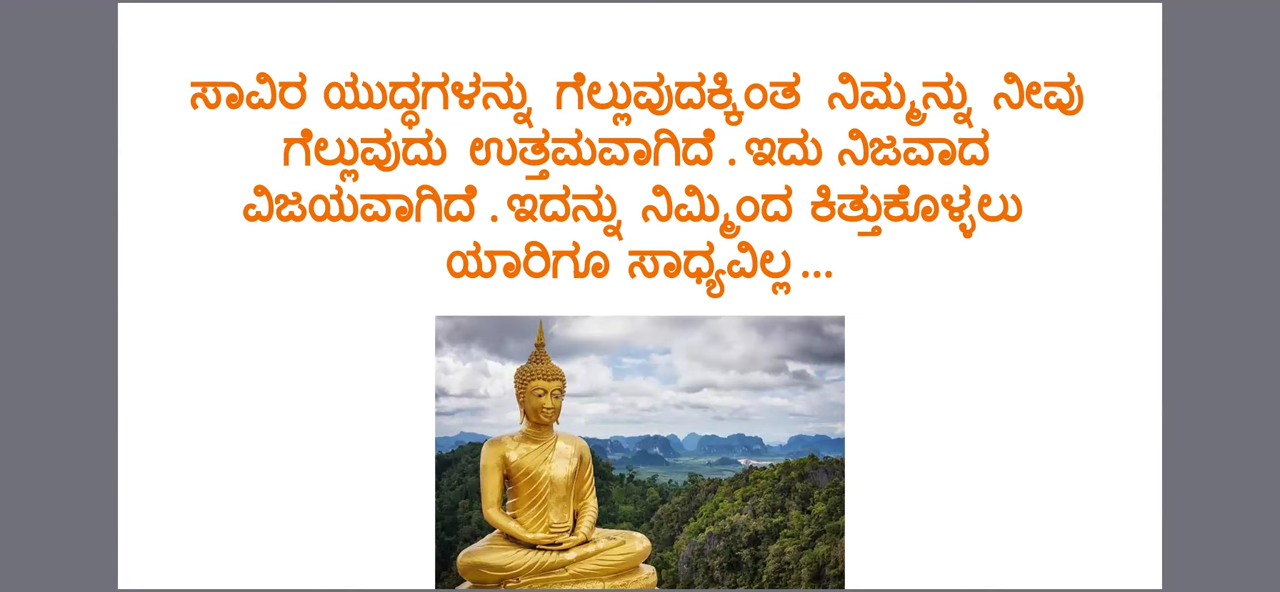 ಸಾವಿರ ಯುದ್ಧಗಳನ್ನು ಗೆಲ್ಲುವುದಕ್ಕಿಂತ ನಿಮ್ಮನ್ನು ನೀವು
ಗೆಲ್ಲುವುದು ಉತ್ತಮವಾಗಿದೆ . ಇದು ನಿಜವಾದ
ವಿಜಯವಾಗಿದೆ . ಇದನ್ನು ನಿಮ್ಮಿಂದ ಕಿತ್ತುಕೊಳ್ಳಲು
ಯಾರಿಗೂ ಸಾಧ್ಯವಿಲ್ಲ ...